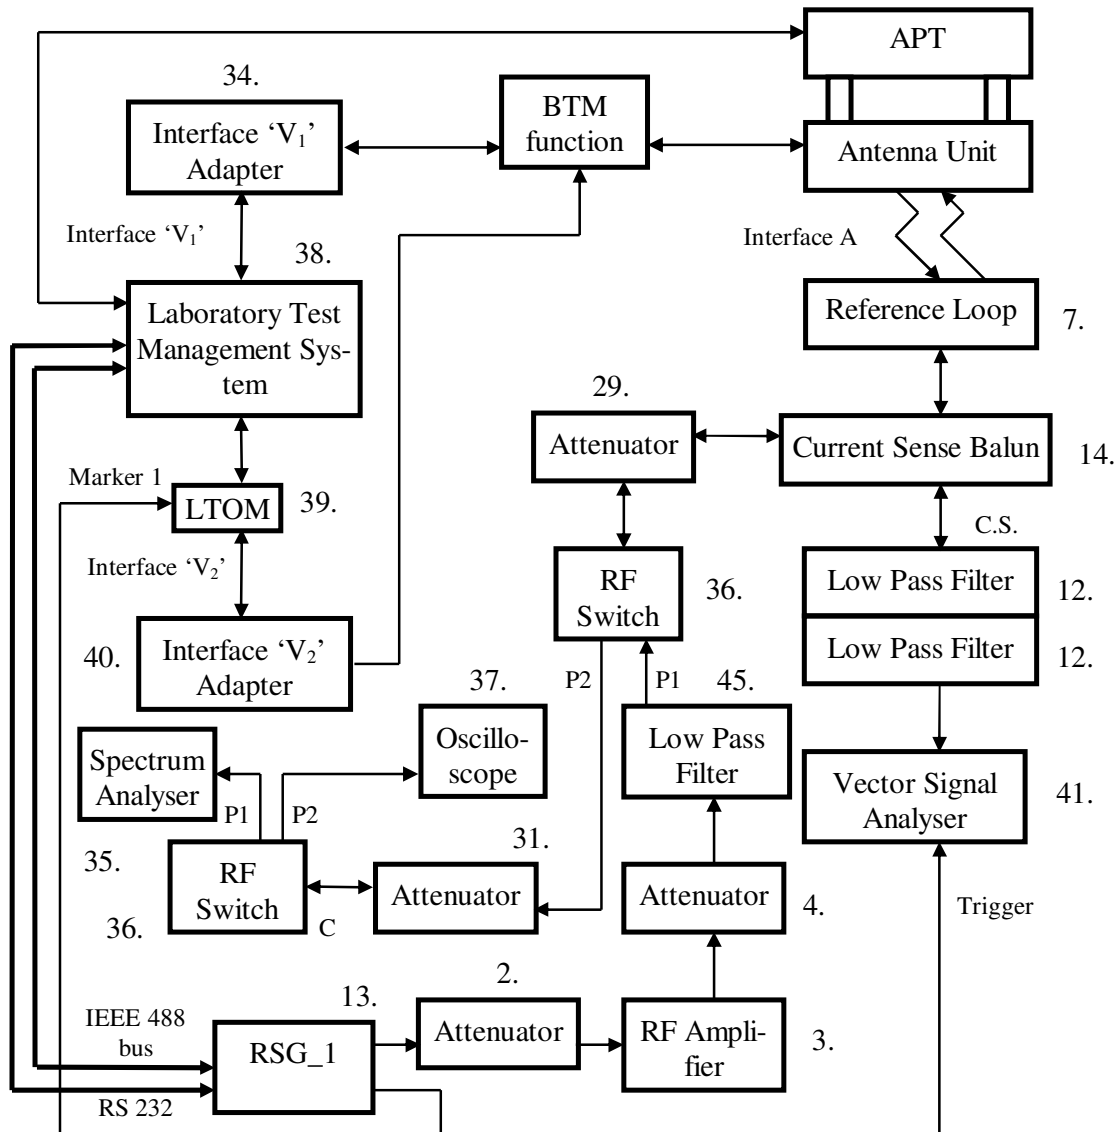 APT
34.
BTM
function
Interface ‘V₁’
Adapter
Antenna Unit
Interface ‘V₁’
Interface A
38.
Laboratory Test
Management Sys-
tem
Reference Loop
7.
29.
Attenuator
Current Sense Balun
14.
Marker 1
LTOM
39.
C.S.
Interface ‘V₂’
RF
Switch
36.
Low Pass Filter
12.
Low Pass Filter
12.
40.
Interface ‘V₂’
Adapter
P2
P1
37.
45.
Spectrum
Analyser
Oscillo-
scope
Low Pass
Filter
Vector Signal
Analyser
41.
P1
P2
35.
31.
RF
Switch
36.
C
Attenuator
Attenuator
4.
Trigger
13.
2.
IEEE 488
bus
RSG_1
Attenuator
RF Ampli-
fier
3.
RS 232